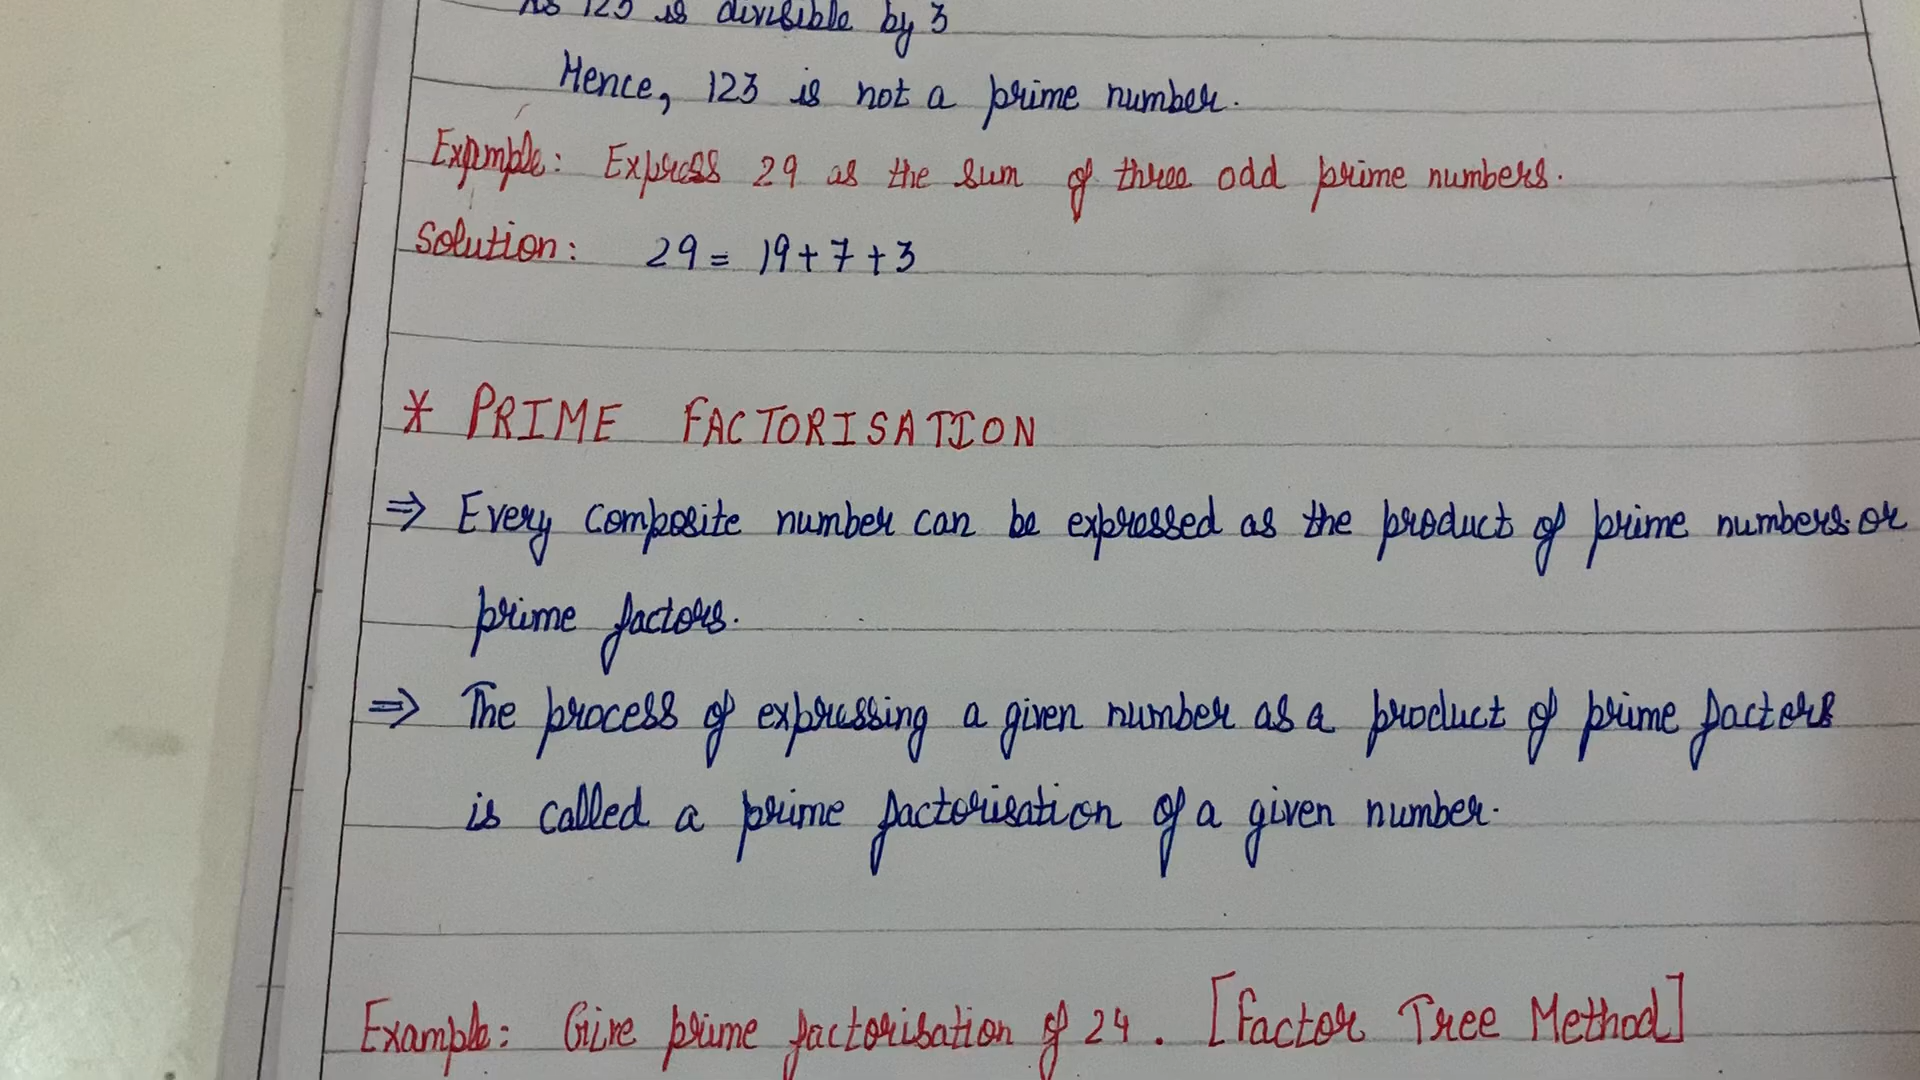 As 123 is divisible by 3
Hence, 123 is not a prime number.
Example: Express 29 as the sum of three odd prime numbers.
Solution: 29 = 19 + 7 + 3
* PRIME FACTORISATION
⇒ Every composite number can be expressed as the product of prime numbers or
prime factors.
⇒ The process of expressing a given number as a product of prime factors
is called a prime factorisation of a given number.
Example: Give prime factorisation of 24. [Factor Tree Method]